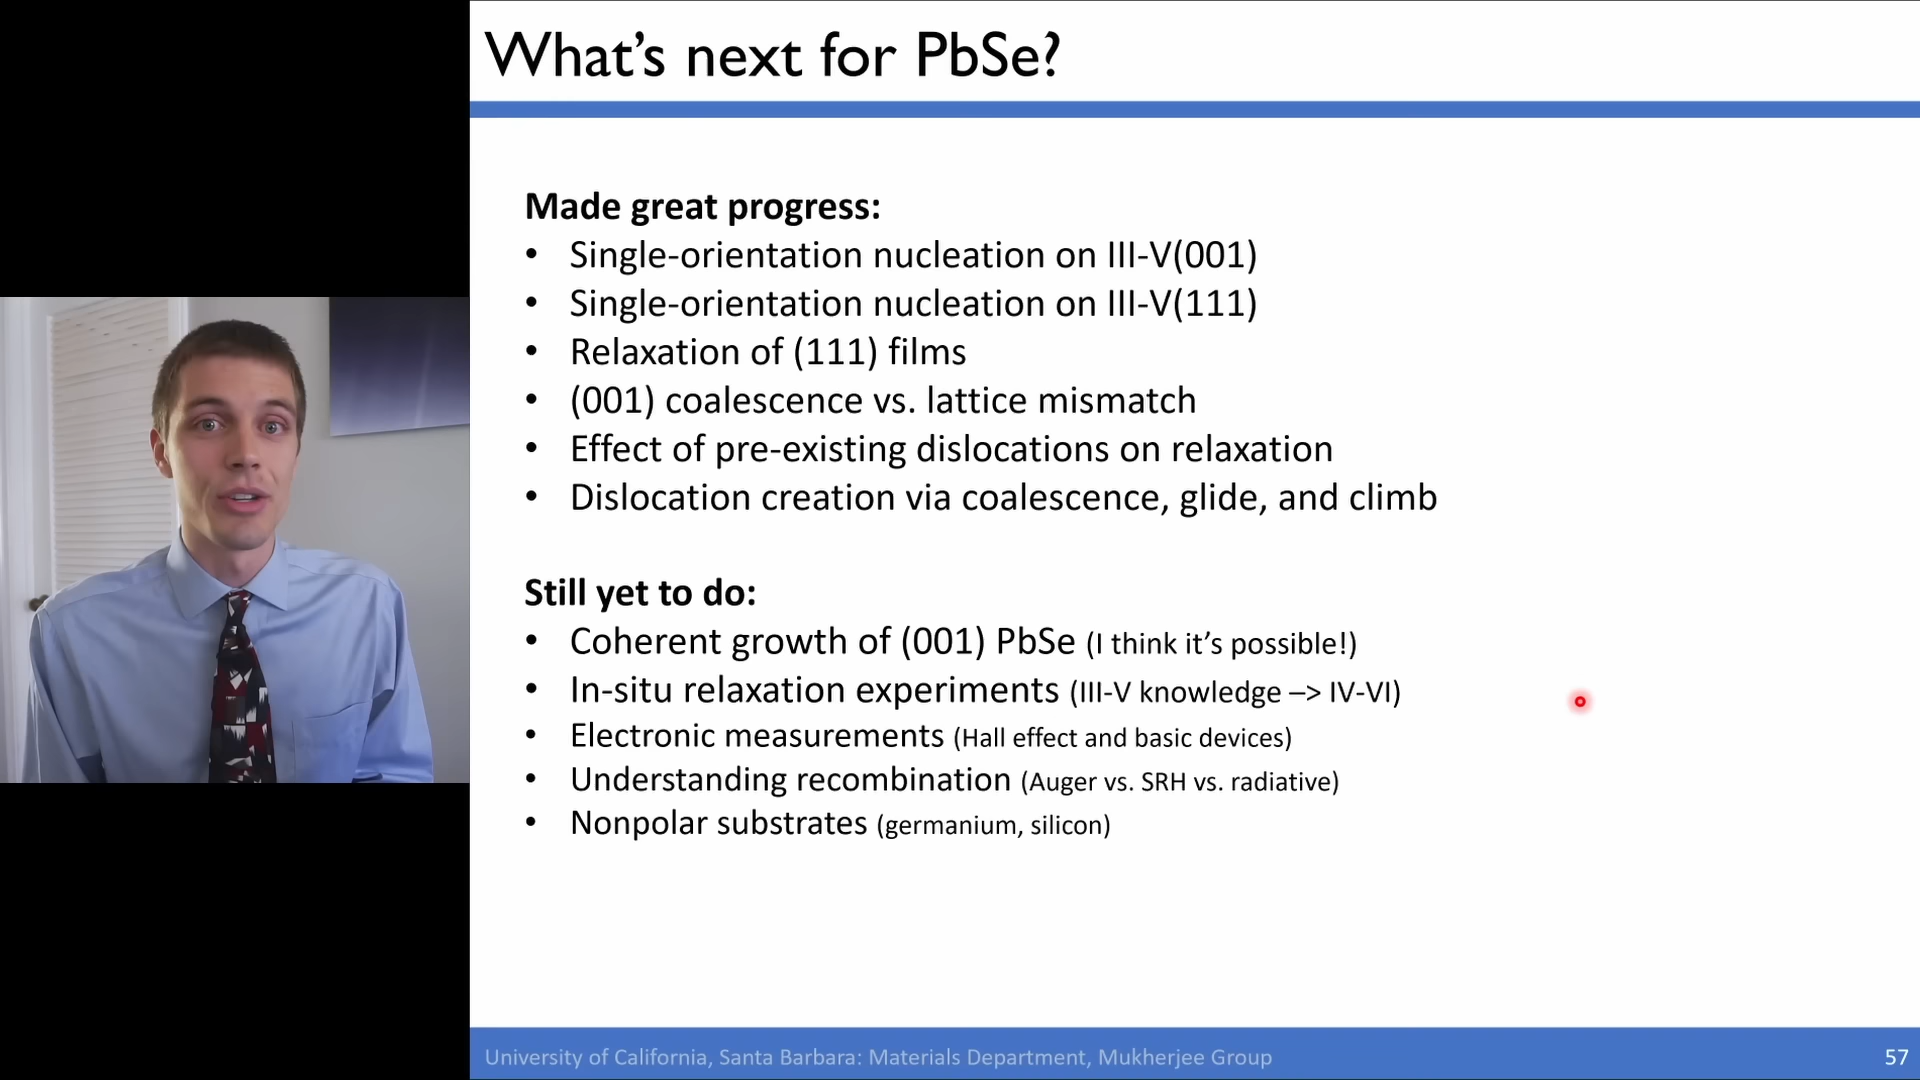 What's next for PbSe?
Made great progress:
• Single-orientation nucleation on III-V(001)
• Single-orientation nucleation on III-V(111)
• Relaxation of (111) films
• (001) coalescence vs. lattice mismatch
• Effect of pre-existing dislocations on relaxation
• Dislocation creation via coalescence, glide, and climb
Still yet to do:
• Coherent growth of (001) PbSe (I think it's possible!)
• In-situ relaxation experiments (III-V knowledge –> IV-VI)
• Electronic measurements (Hall effect and basic devices)
• Understanding recombination (Auger vs. SRH vs. radiative)
• Nonpolar substrates (germanium, silicon)
University of California, Santa Barbara: Materials Department, Mukherjee Group
57